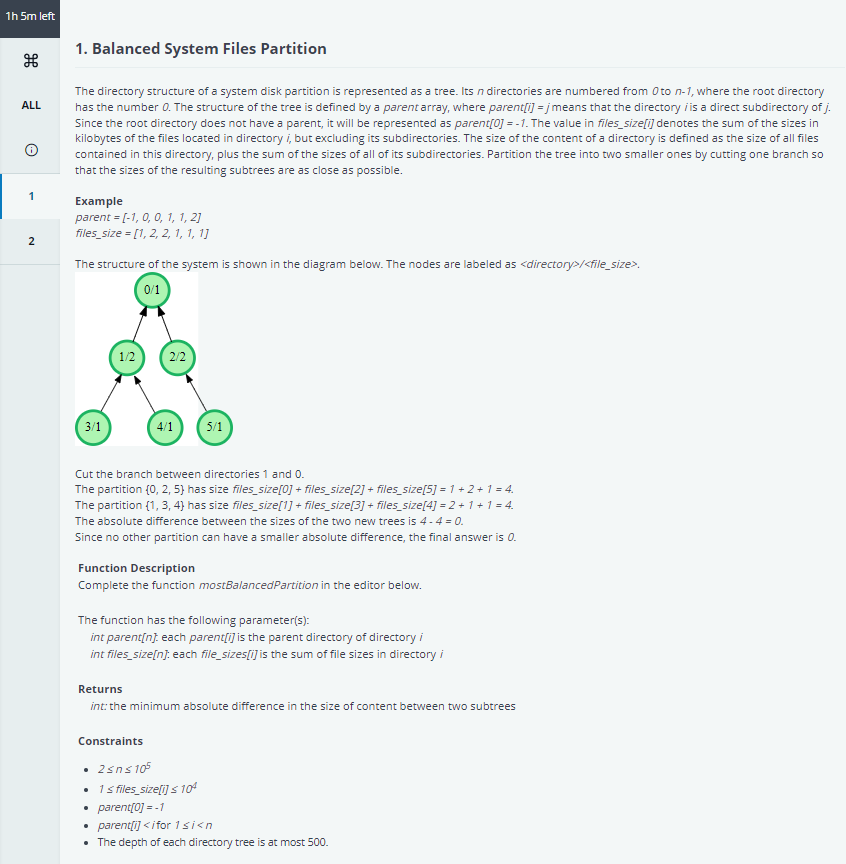 1h 5m left
ALL
1
2
1. Balanced System Files Partition
The directory structure of a system disk partition is represented as a tree. Its n directories are numbered from 0 to n-1, where the root directory
has the number 0. The structure of the tree is defined by a parent array, where parent[i] = j means that the directory i is a direct subdirectory of j.
Since the root directory does not have a parent, it will be represented as parent[0] = -1. The value in files_size[i] denotes the sum of the sizes in
kilobytes of the files located in directory i, but excluding its subdirectories. The size of the content of a directory is defined as the size of all files
contained in this directory, plus the sum of the sizes of all of its subdirectories. Partition the tree into two smaller ones by cutting one branch so
that the sizes of the resulting subtrees are as close as possible.
Example
parent = [-1, 0, 0, 1, 1, 2]
files_size = [1, 2, 2, 1, 1, 1]
The structure of the system is shown in the diagram below. The nodes are labeled as <directory>/<file_size>.
0/1
1/2 2/2
3/1 4/1 5/1
Cut the branch between directories 1 and 0.
The partition {0, 2, 5} has size files_size[0] + files_size[2] + files_size[5] = 1 + 2 + 1 = 4.
The partition {1, 3, 4} has size files_size[1] + files_size[3] + files_size[4] = 2 + 1 + 1 = 4.
The absolute difference between the sizes of the two new trees is 4 - 4 = 0.
Since no other partition can have a smaller absolute difference, the final answer is 0.
Function Description
Complete the function mostBalancedPartition in the editor below.
The function has the following parameter(s):
int parent[n]: each parent[i] is the parent directory of directory i
int files_size[n]: each file_sizes[i] is the sum of file sizes in directory i
Returns
int: the minimum absolute difference in the size of content between two subtrees
Constraints
• 2 ≤ n ≤ 10⁵
• 1 ≤ files_size[i] ≤ 10⁴
• parent[0] = -1
• parent[i] < i for 1 ≤ i < n
• The depth of each directory tree is at most 500.